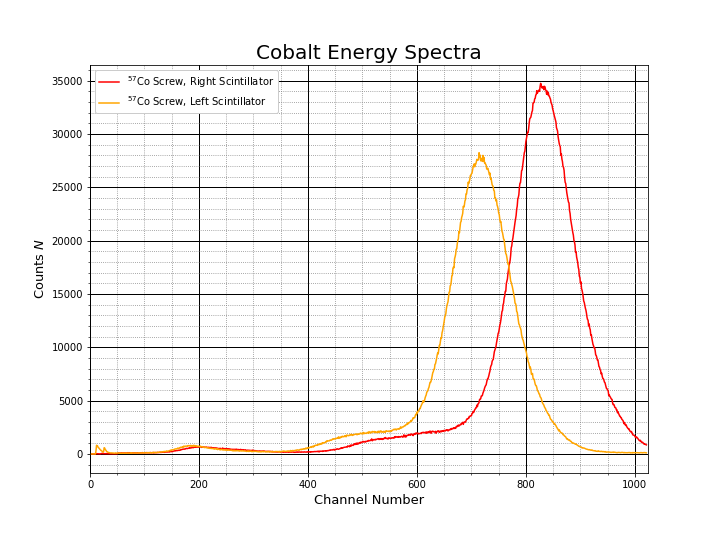 Cobalt Energy Spectra
⁵⁷Co Screw, Right Scintillator
⁵⁷Co Screw, Left Scintillator
35000
30000
25000
20000
15000
10000
5000
0
Counts N
0 200 400 600 800 1000
Channel Number